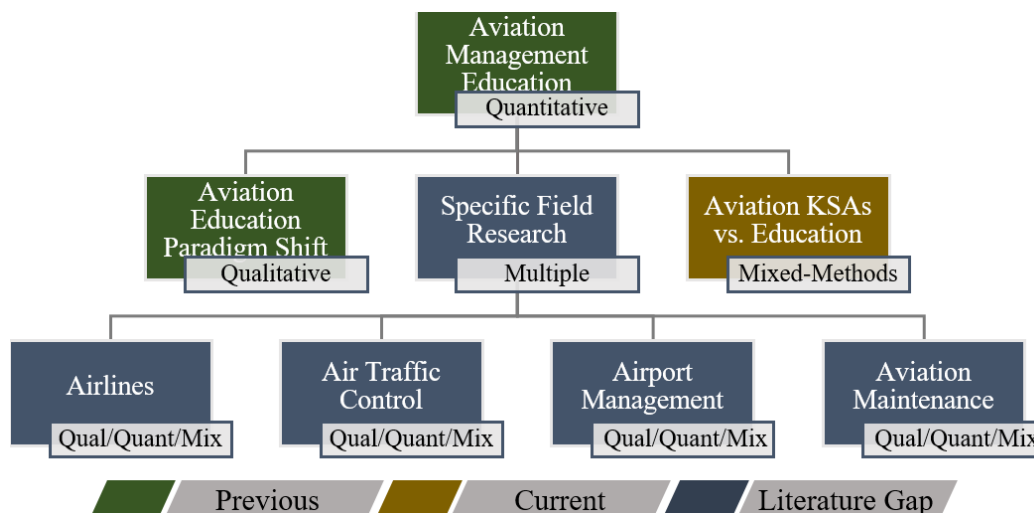 Aviation
Management
Education
Quantitative
Aviation
Education
Paradigm Shift
Qualitative
Specific Field
Research
Multiple
Aviation KSAs
vs. Education
Mixed-Methods
Airlines
Qual/Quant/Mix
Air Traffic
Control
Qual/Quant/Mix
Airport
Management
Qual/Quant/Mix
Aviation
Maintenance
Qual/Quant/Mix
Previous
Current
Literature Gap